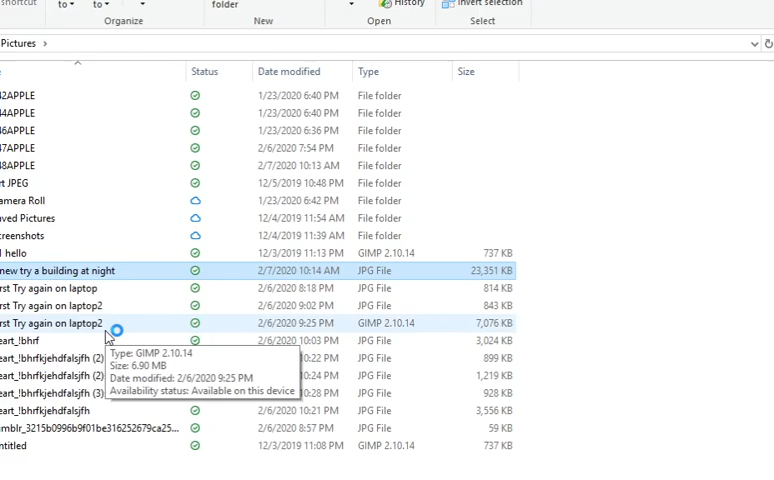 shortcut to to folder History Invert selection
Organize New Open Select
Pictures
Status Date modified Type Size
42APPLE 1/23/2020 6:40 PM File folder
44APPLE 1/23/2020 6:40 PM File folder
46APPLE 1/23/2020 6:36 PM File folder
47APPLE 2/6/2020 7:54 PM File folder
48APPLE 2/7/2020 10:13 AM File folder
rt JPEG 12/5/2019 10:48 PM File folder
amera Roll 1/23/2020 6:42 PM File folder
aved Pictures 12/4/2019 11:54 AM File folder
creenshots 12/4/2019 11:39 AM File folder
hello 12/3/2019 11:13 PM GIMP 2.10.14 737 KB
new try a building at night 2/7/2020 10:14 AM JPG File 23,351 KB
rst Try again on laptop 2/6/2020 8:18 PM JPG File 814 KB
rst Try again on laptop2 2/6/2020 9:02 PM JPG File 843 KB
rst Try again on laptop2 2/6/2020 9:25 PM GIMP 2.10.14 7,076 KB
eart_!bhrf 2/6/2020 10:03 PM JPG File 3,024 KB
eart_!bhrfkjehdfalsjfh (2) 10:22 PM JPG File 899 KB
eart_!bhrfkjehdfalsjfh (2) 10:24 PM JPG File 1,219 KB
eart_!bhrfkjehdfalsjfh (3) 10:28 PM JPG File 928 KB
Type: GIMP 2.10.14
Size: 6.90 MB
Date modified: 2/6/2020 9:25 PM
Availability status: Available on this device
eart_!bhrfkjehdfalsjfh 2/6/2020 10:21 PM JPG File 3,556 KB
umblr_3215b0996b9f01be316252679ca25... 2/6/2020 8:57 PM JPG File 59 KB
ntitled 12/3/2019 11:08 PM GIMP 2.10.14 737 KB